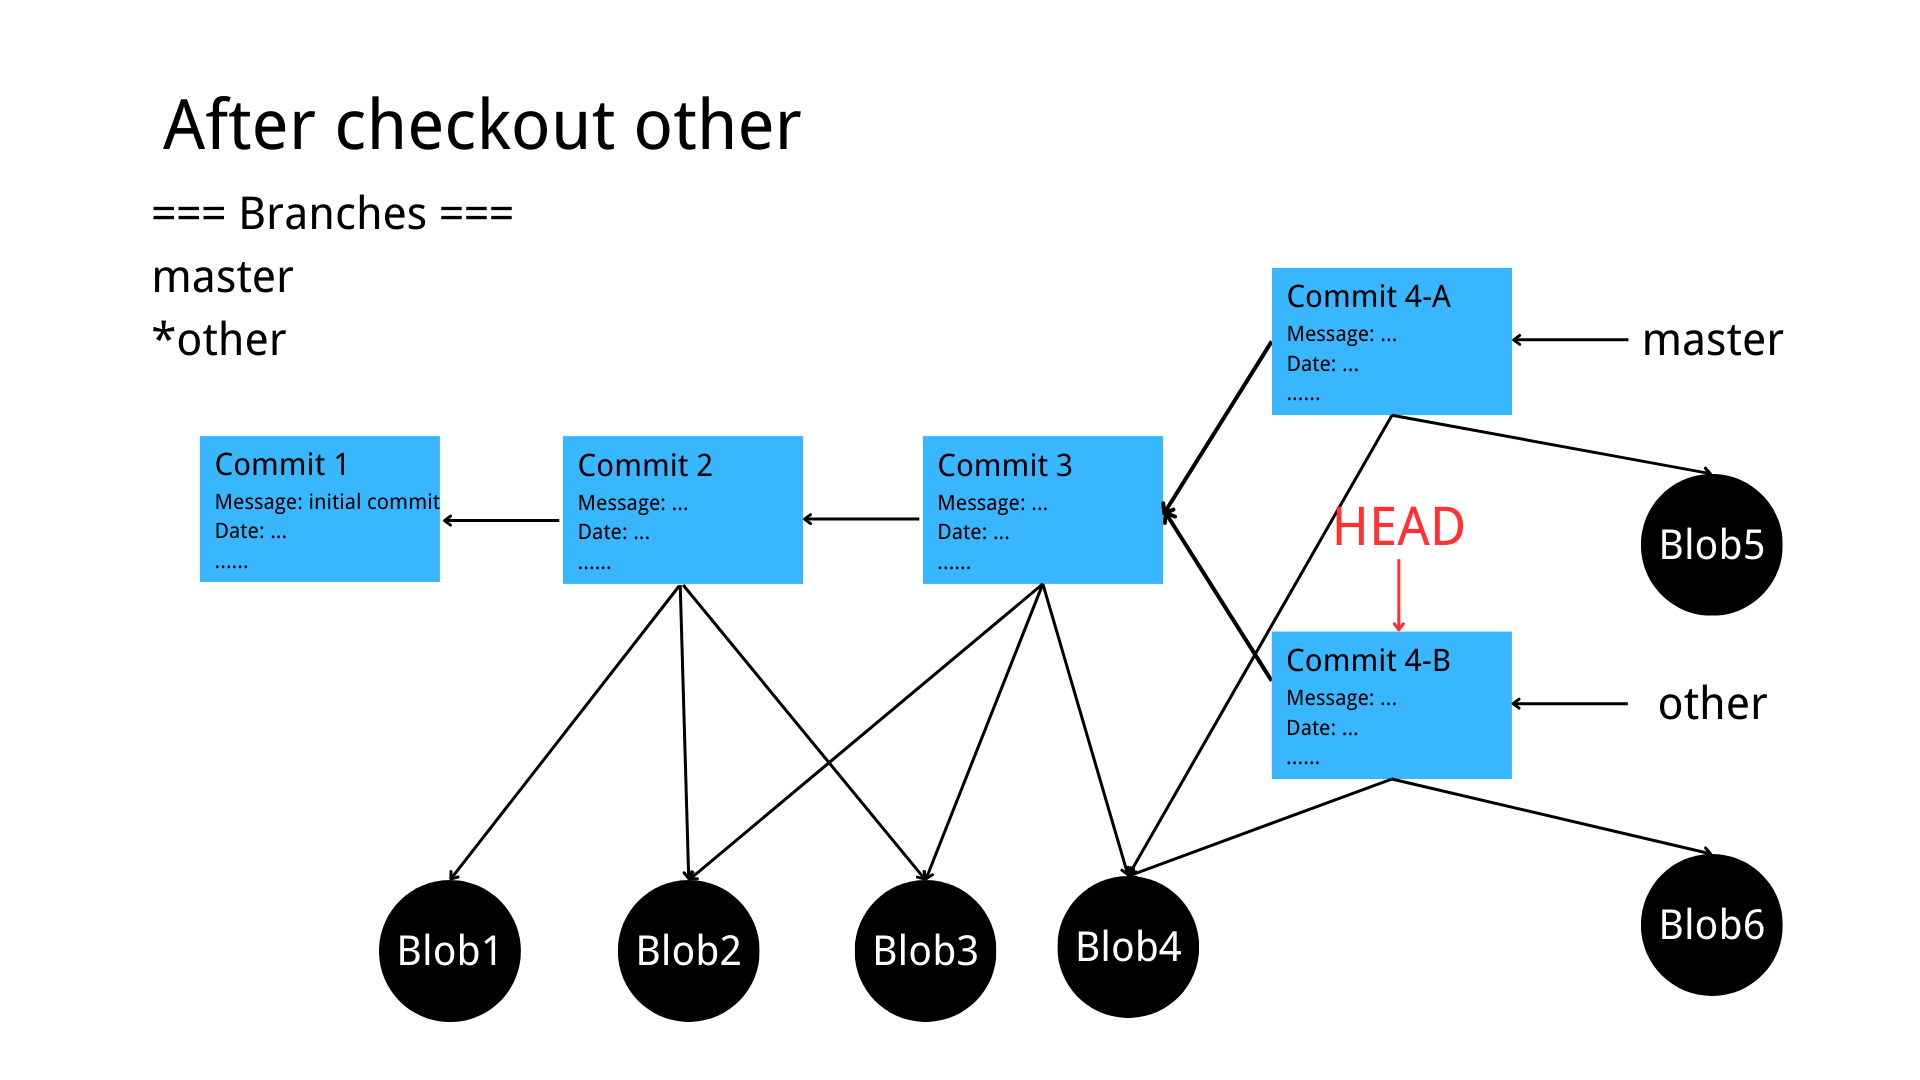 After checkout other
=== Branches ===
master
*other
Commit 1
Message: initial commit
Date: ...
......
Commit 2
Message: ...
Date: ...
......
Commit 3
Message: ...
Date: ...
......
Commit 4-A
Message: ...
Date: ...
......
master
HEAD
Commit 4-B
Message: ...
Date: ...
......
other
Blob1
Blob2
Blob3
Blob4
Blob5
Blob6